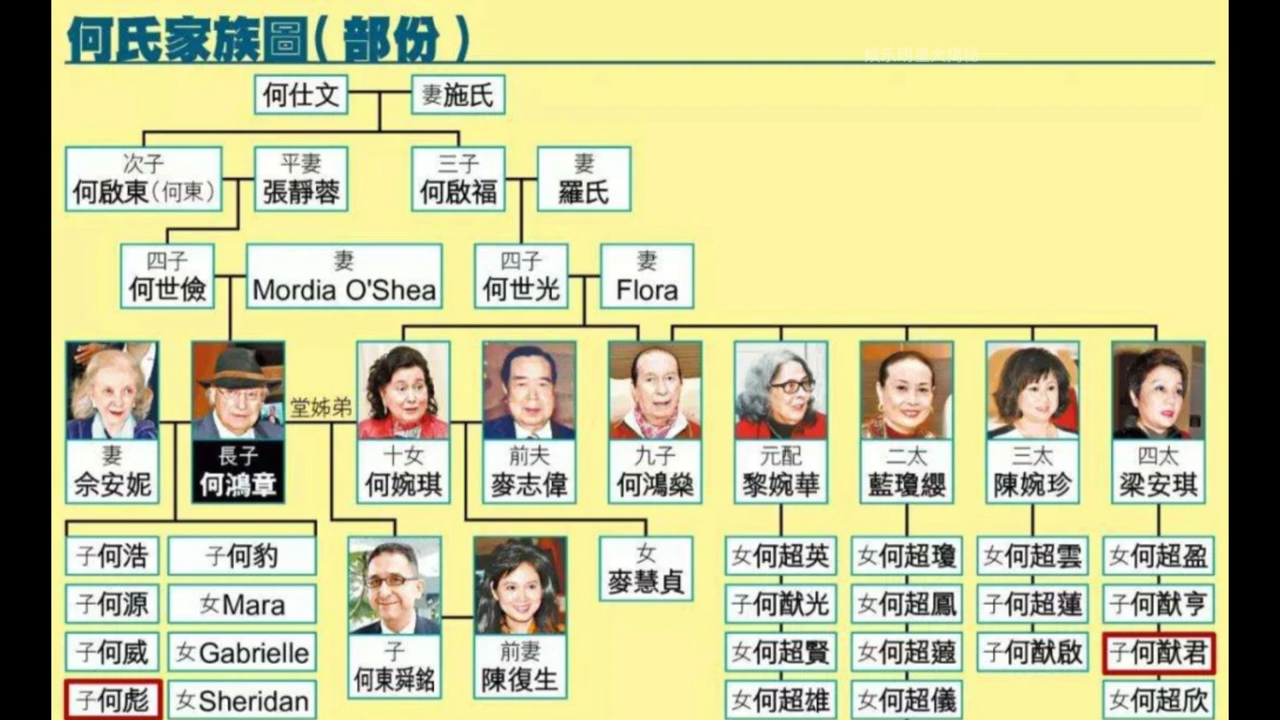 何氏家族圖(部份)
何仕文
妻施氏
次子
何啟東(何東)
平妻
張靜蓉
三子
何啟福
妻
羅氏
四子
何世儉
妻
Mordia O'Shea
四子
何世光
妻
Flora
妻
佘安妮
長子
何鴻章
堂姊弟
十女
何婉琪
前夫
麥志偉
九子
何鴻燊
元配
黎婉華
二太
藍瓊纓
三太
陳婉珍
四太
梁安琪
子何浩
子何豹
子何源
女Mara
子何威
女Gabrielle
子何彪
女Sheridan
子
何東舜銘
前妻
陳復生
女
麥慧貞
女何超英
子何猷光
女何超賢
女何超雄
女何超瓊
女何超鳳
女何超蕸
女何超儀
女何超雲
子何超蓮
子何猷啟
女何超盈
子何猷亨
子何猷君
女何超欣